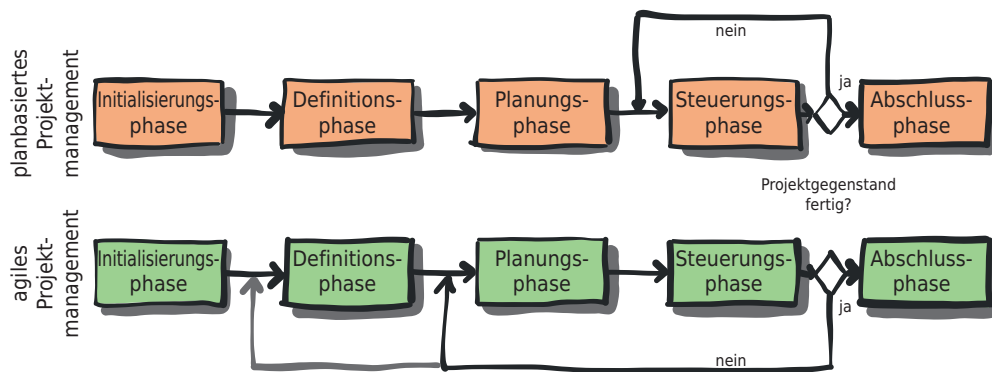 planbasiertes
Projekt-
management
Initialisierungs-
phase
Definitions-
phase
Planungs-
phase
nein
Steuerungs-
phase
ja
Abschluss-
phase
Projektgegenstand
fertig?
agiles
Projekt-
management
Initialisierungs-
phase
Definitions-
phase
Planungs-
phase
Steuerungs-
phase
ja
Abschluss-
phase
nein